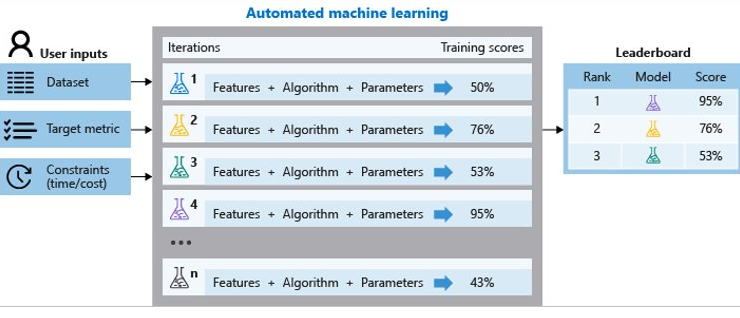 Automated machine learning
User inputs
Dataset
Target metric
Constraints
(time/cost)
Iterations Training scores
1 Features + Algorithm + Parameters 50%
2 Features + Algorithm + Parameters 76%
3 Features + Algorithm + Parameters 53%
4 Features + Algorithm + Parameters 95%
•••
n Features + Algorithm + Parameters 43%
Leaderboard
Rank Model Score
1 95%
2 76%
3 53%